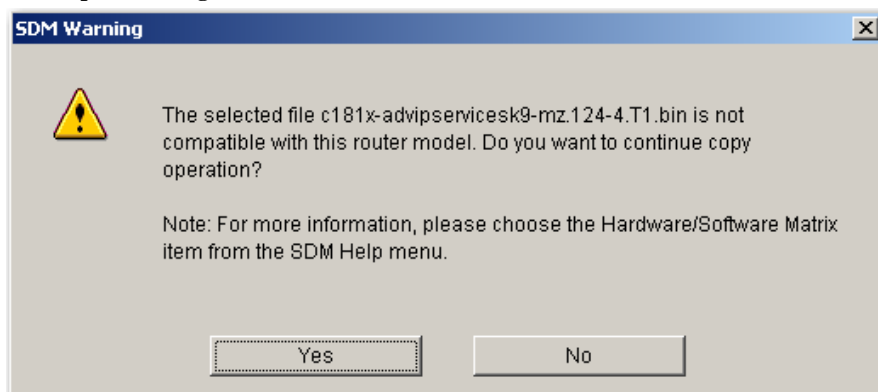 SDM Warning
The selected file c181x-advipservicesk9-mz.124-4.T1.bin is not
compatible with this router model. Do you want to continue copy
operation?
Note: For more information, please choose the Hardware/Software Matrix
item from the SDM Help menu.
Yes
No